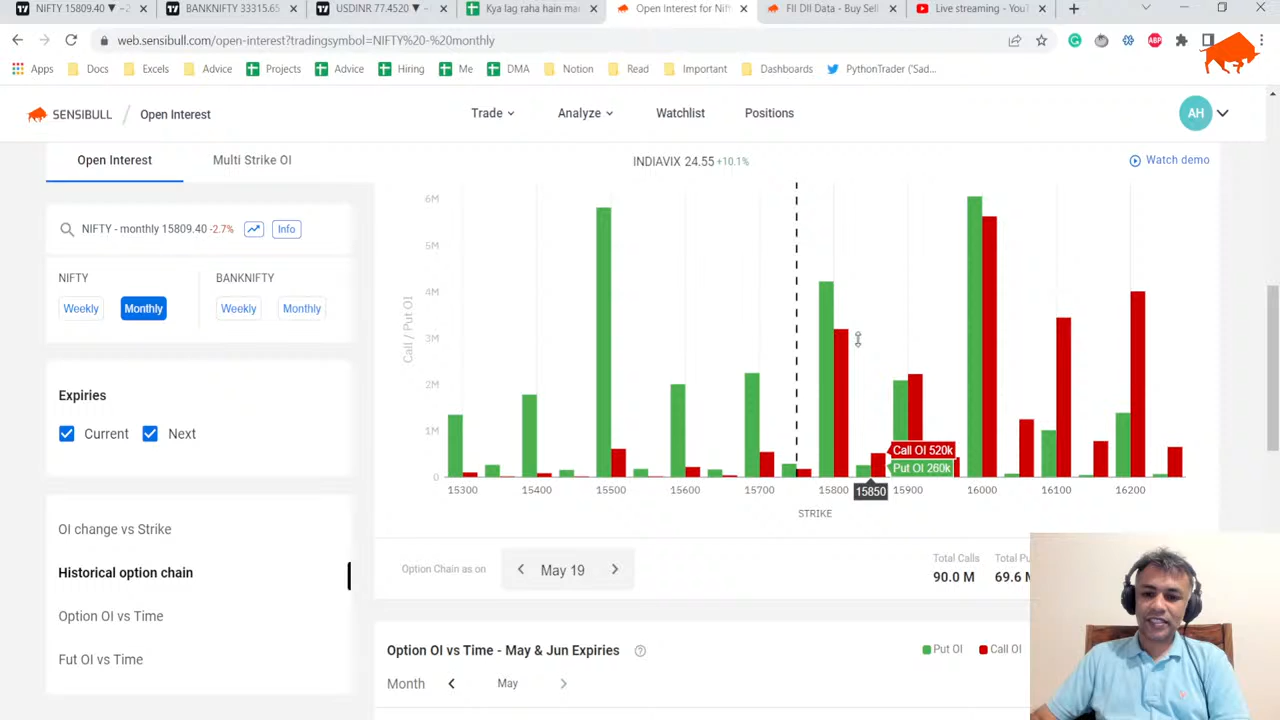 NIFTY 15809.40 ▼ −2.
BANKNIFTY 33315.65
USDINR 77.4520 ▼
Kya lag raha hain ma
Open Interest for Nifty
FII DII Data - Buy Sell
Live streaming - YouT
web.sensibull.com/open-interest?tradingsymbol=NIFTY%20-%20monthly
ABP
Apps Docs Excels Advice Projects Advice Hiring Me DMA Notion Read Important Dashboards PythonTrader ('Sad...
SENSIBULL / Open Interest
Trade Analyze Watchlist Positions
AH
Open Interest Multi Strike OI
INDIAVIX 24.55 +10.1%
Watch demo
NIFTY - monthly 15809.40 -2.7% Info
NIFTY BANKNIFTY
Weekly Monthly Weekly Monthly
Expiries
Current Next
OI change vs Strike
Historical option chain
Option OI vs Time
Fut OI vs Time
Call / Put OI
6M
5M
4M
3M
2M
1M
0
Call OI 520k
Put OI 260k
15300 15400 15500 15600 15700 15800 15850 15900 16000 16100 16200
STRIKE
Option Chain as on < May 19 >
Total Calls Total Pu
90.0 M 69.6 M
Option OI vs Time - May & Jun Expiries ?
Put OI Call OI
Month < May >